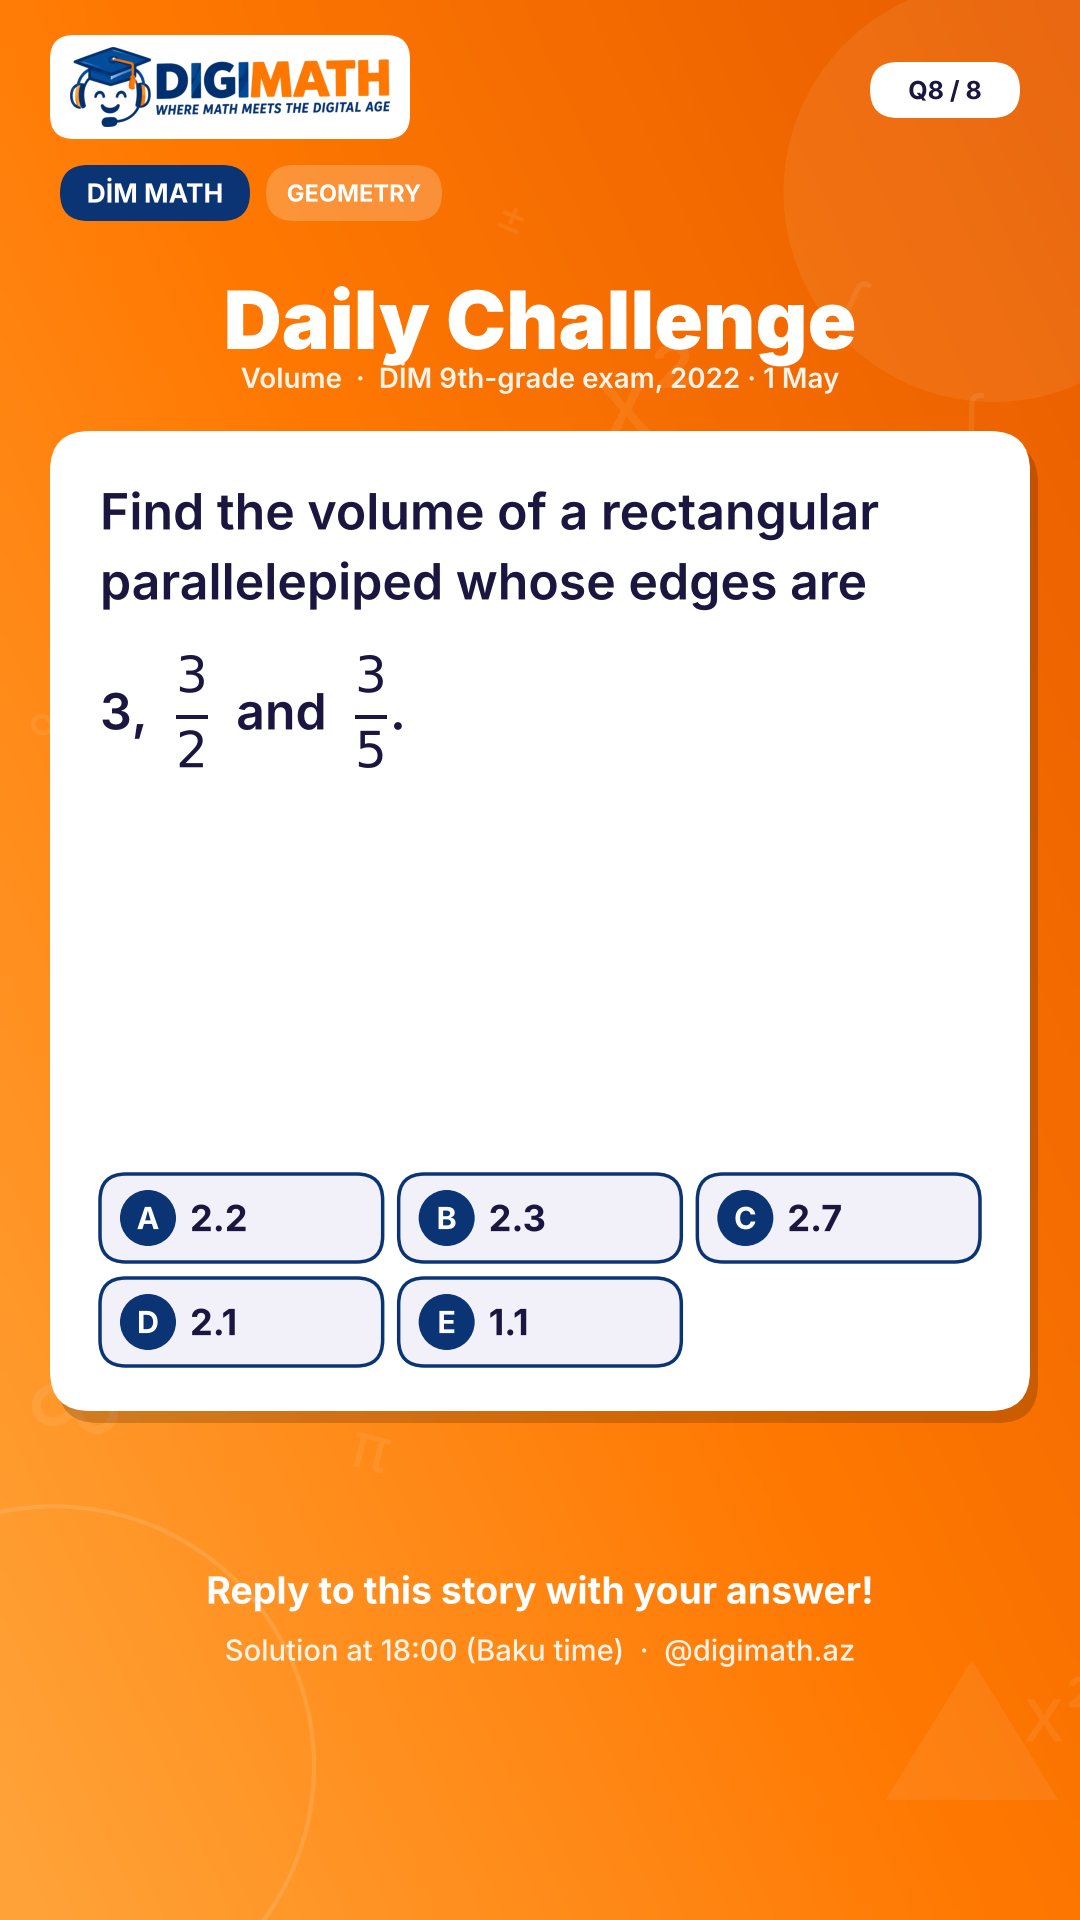 DIGIMATH
WHERE MATH MEETS THE DIGITAL AGE
Q8 / 8
DİM MATH
GEOMETRY
±
∫
Daily Challenge
x²
Volume · DİM 9th-grade exam, 2022 · 1 May
∫
Find the volume of a rectangular
parallelepiped whose edges are
3, 3/2 and 3/5.
A 2.2
B 2.3
C 2.7
D 2.1
E 1.1
∞
π
Reply to this story with your answer!
Solution at 18:00 (Baku time) · @digimath.az
x²